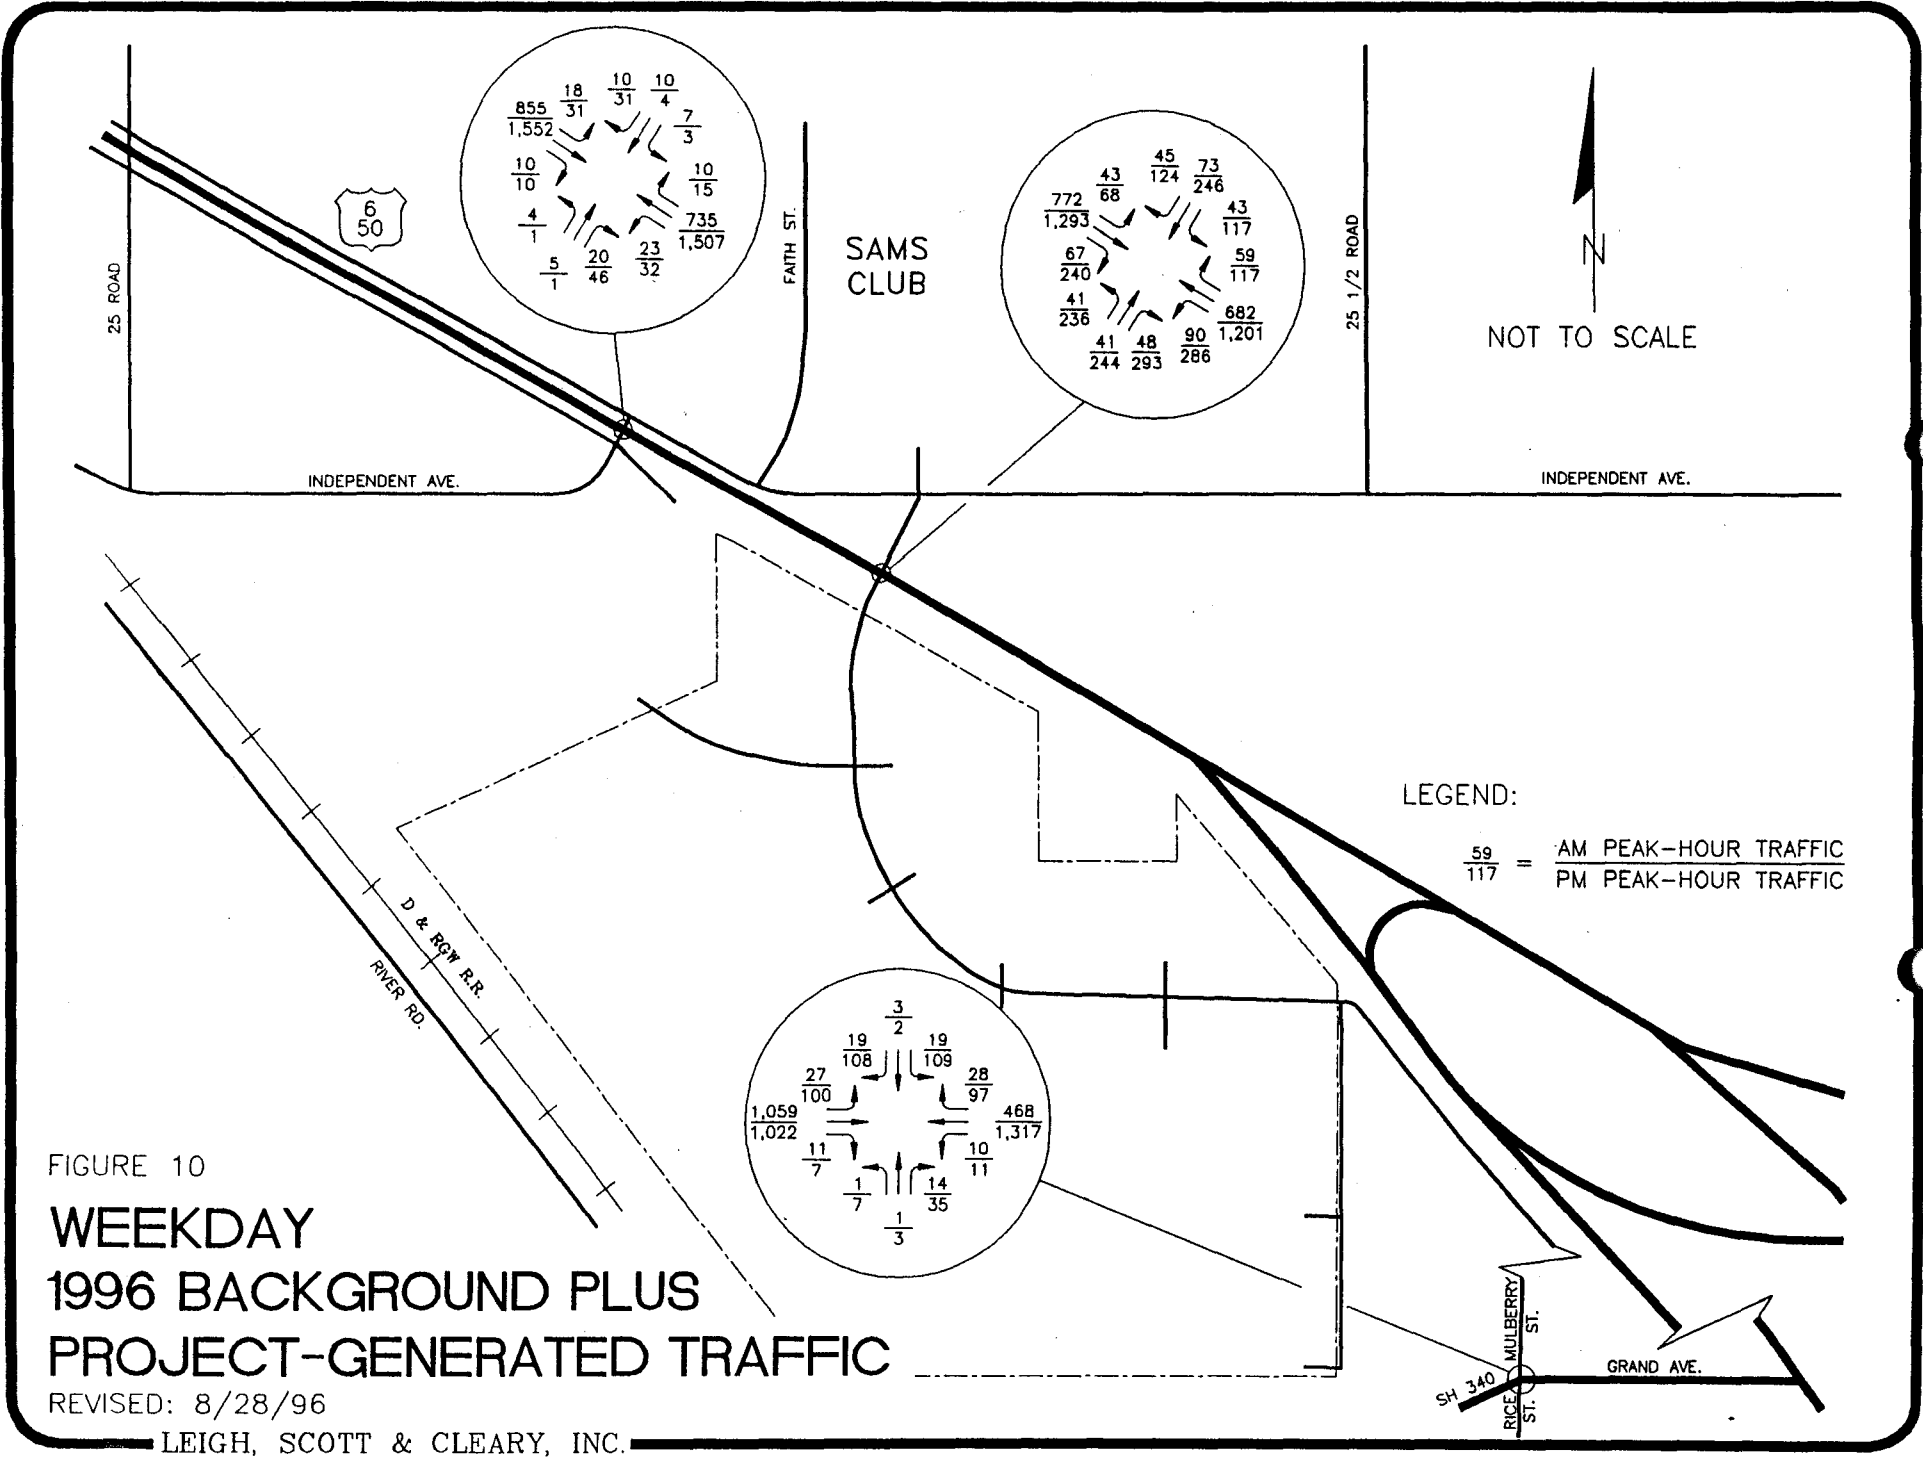 10
31
10
4
18
31
7
3
855
1,552
10
10
10
15
4
1
735
1,507
5
1
20
46
23
32
6
50
25 ROAD
FAITH ST.
SAMS
CLUB
45
124
73
246
43
68
43
117
772
1,293
67
240
59
117
41
236
682
1,201
41
244
48
293
90
286
25 1/2 ROAD
N
NOT TO SCALE
INDEPENDENT AVE.
INDEPENDENT AVE.
LEGEND:
59
117
=
AM PEAK-HOUR TRAFFIC
PM PEAK-HOUR TRAFFIC
D & RGW R.R.
RIVER RD.
3
2
19
108
19
109
27
100
28
97
1,059
1,022
468
1,317
11
7
10
11
1
7
14
35
1
3
MULBERRY
ST.
GRAND AVE.
SH 340
RICE
ST.
FIGURE 10
WEEKDAY
1996 BACKGROUND PLUS
PROJECT-GENERATED TRAFFIC
REVISED: 8/28/96
LEIGH, SCOTT & CLEARY, INC.